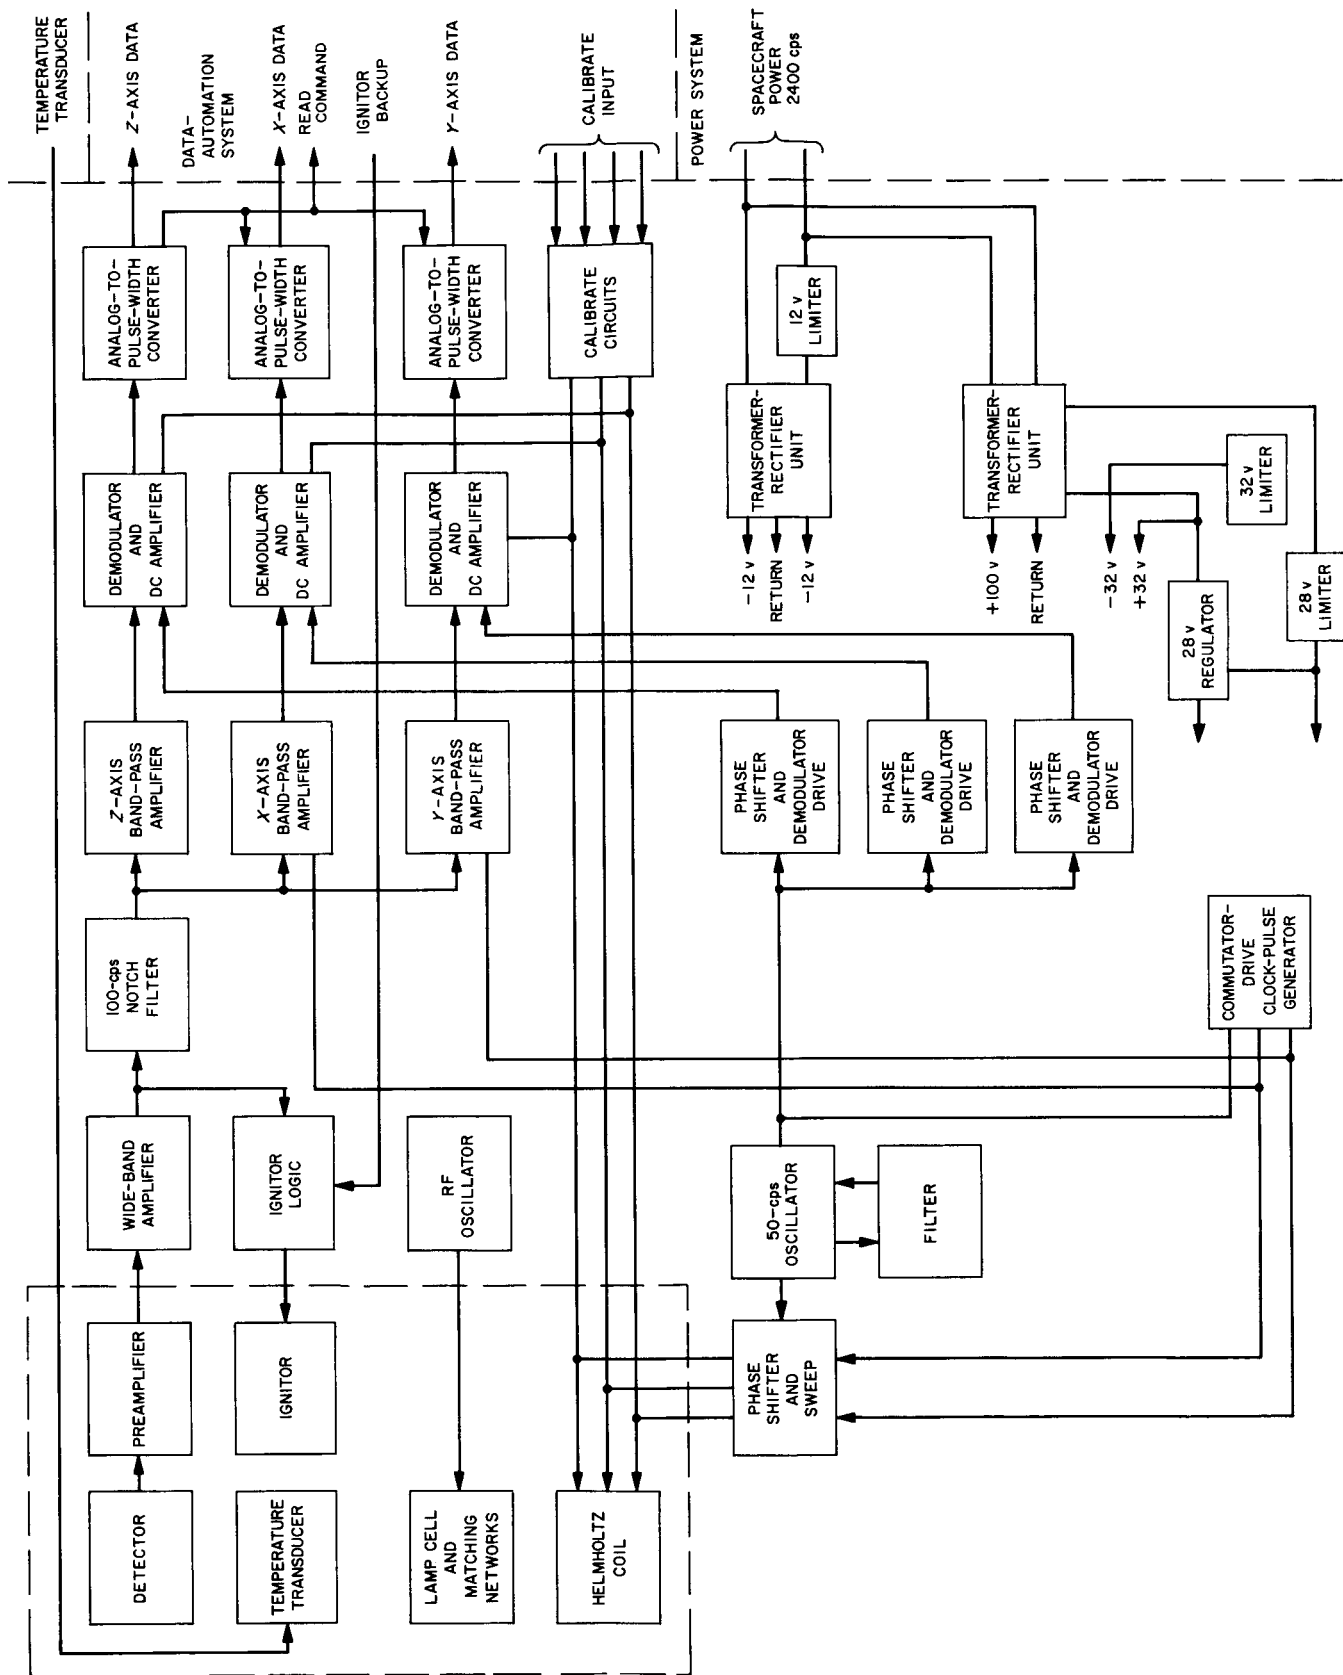 TEMPERATURE
TRANSDUCER
Z-AXIS DATA
DATA-
AUTOMATION
SYSTEM
X-AXIS DATA
READ
COMMAND
IGNITOR
BACKUP
Y-AXIS DATA
CALIBRATE
INPUT
POWER SYSTEM
SPACECRAFT
POWER
2400 cps
ANALOG-TO-
PULSE-WIDTH
CONVERTER
ANALOG-TO-
PULSE-WIDTH
CONVERTER
ANALOG-TO-
PULSE-WIDTH
CONVERTER
CALIBRATE
CIRCUITS
12 v
LIMITER
DEMODULATOR
AND
DC AMPLIFIER
DEMODULATOR
AND
DC AMPLIFIER
DEMODULATOR
AND
DC AMPLIFIER
TRANSFORMER-
RECTIFIER
UNIT
TRANSFORMER-
RECTIFIER
UNIT
32 v
LIMITER
-12 v
RETURN
-12 v
+100 v
RETURN
-32 v
+32 v
28 v
REGULATOR
28 v
LIMITER
Z-AXIS
BAND-PASS
AMPLIFIER
X-AXIS
BAND-PASS
AMPLIFIER
Y-AXIS
BAND-PASS
AMPLIFIER
PHASE
SHIFTER
AND
DEMODULATOR
DRIVE
PHASE
SHIFTER
AND
DEMODULATOR
DRIVE
PHASE
SHIFTER
AND
DEMODULATOR
DRIVE
100-cps
NOTCH
FILTER
COMMUTATOR-
DRIVE
CLOCK-PULSE
GENERATOR
WIDE-BAND
AMPLIFIER
IGNITOR
LOGIC
RF
OSCILLATOR
50-cps
OSCILLATOR
FILTER
PREAMPLIFIER
IGNITOR
PHASE
SHIFTER
AND
SWEEP
DETECTOR
TEMPERATURE
TRANSDUCER
LAMP CELL
AND
MATCHING
NETWORKS
HELMHOLTZ
COIL